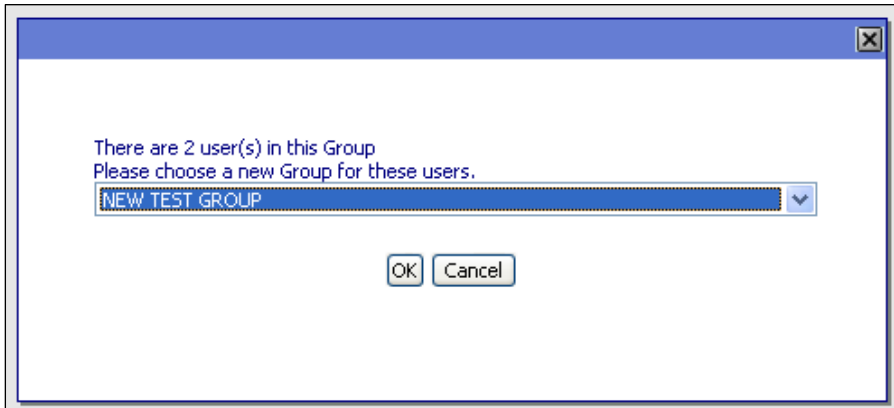 There are 2 user(s) in this Group
Please choose a new Group for these users.
NEW TEST GROUP
OK Cancel